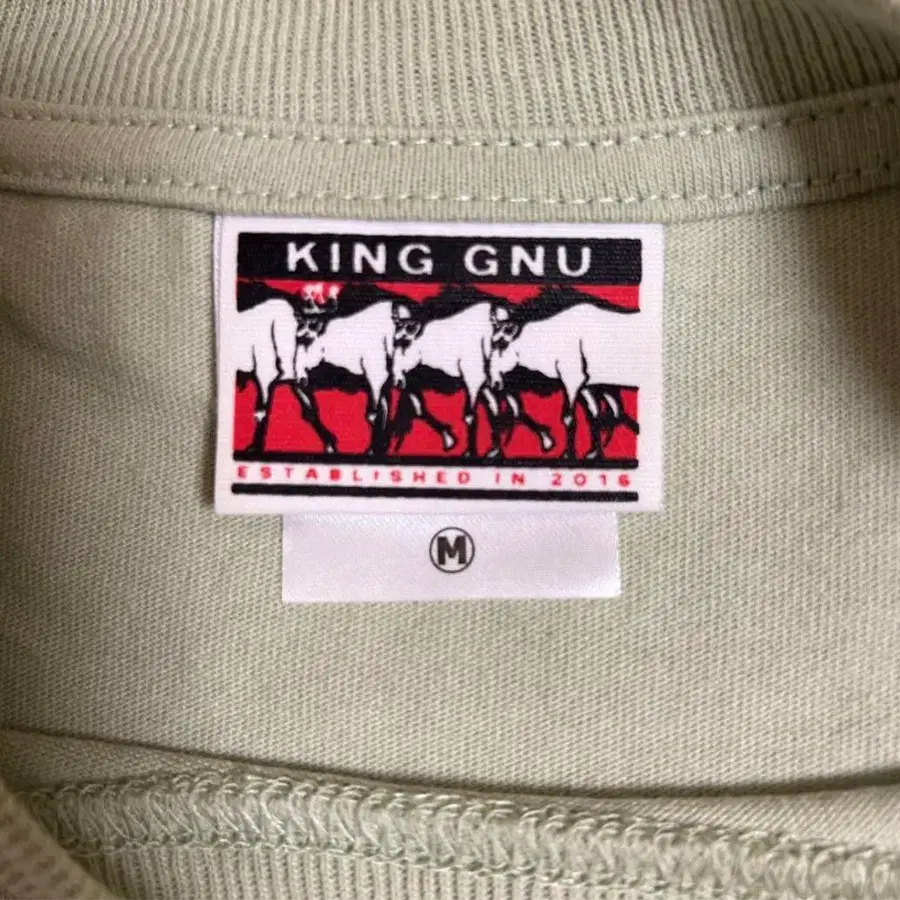 KING GNU
ESTABLISHED IN 2016
M